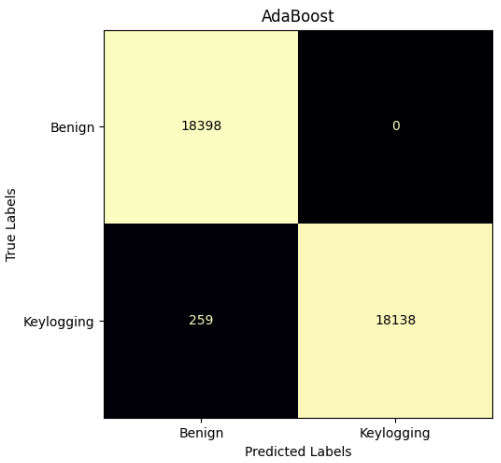 AdaBoost
Benign
18398
0
True Labels
Keylogging
259
18138
Benign
Keylogging
Predicted Labels